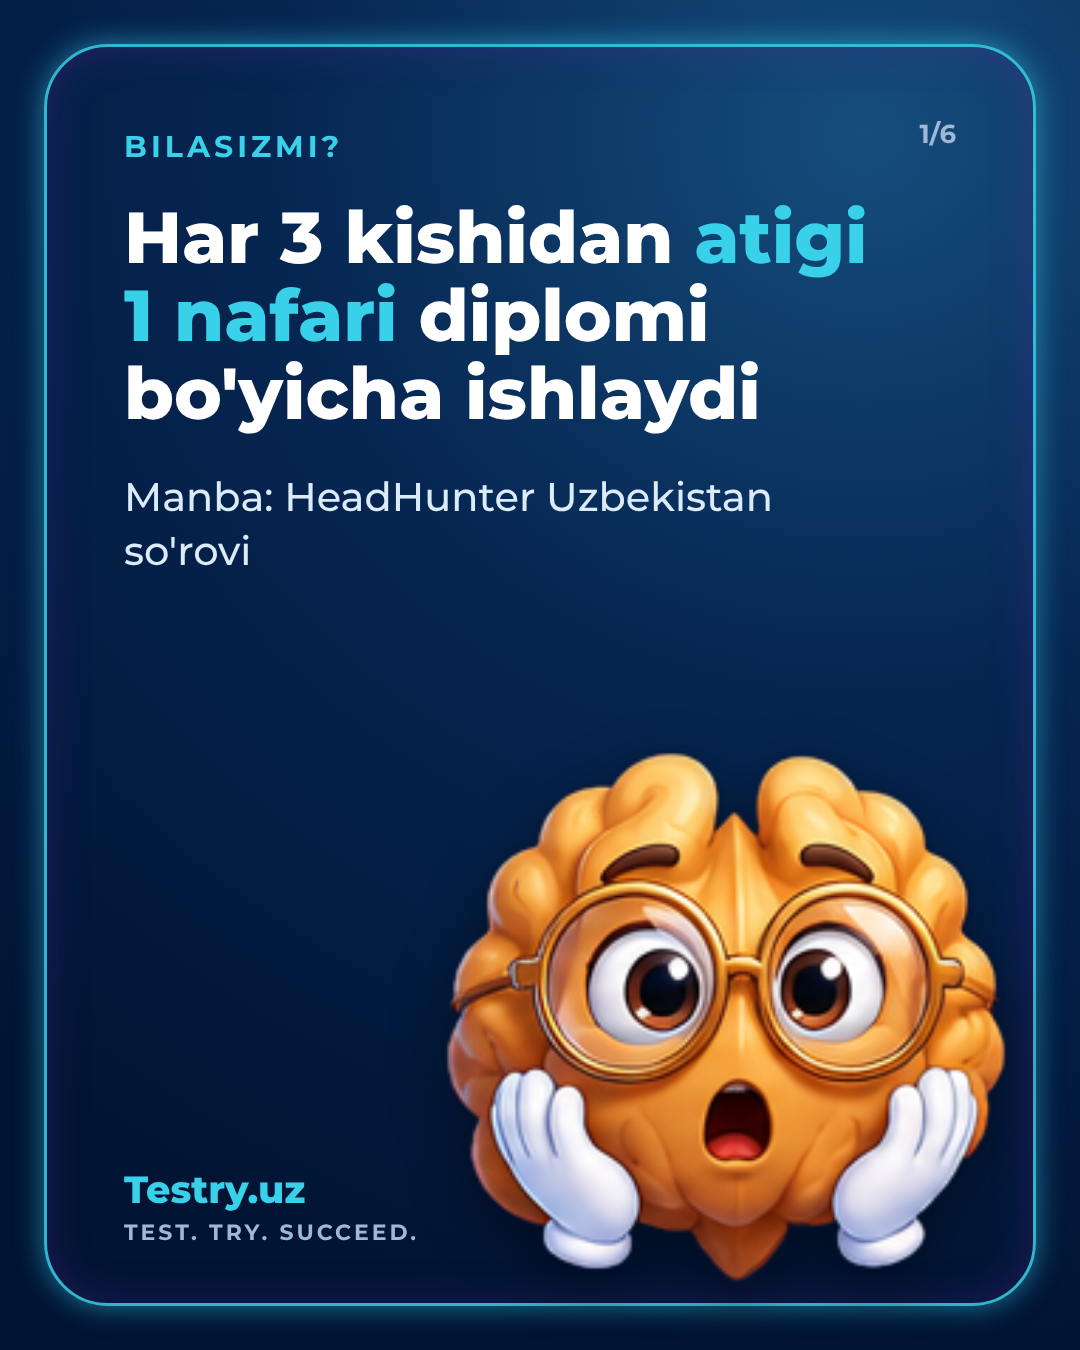 BILASIZMI?
1/6
Har 3 kishidan atigi
1 nafari diplomi
bo'yicha ishlaydi
Manba: HeadHunter Uzbekistan
so'rovi
Testry.uz
TEST. TRY. SUCCEED.